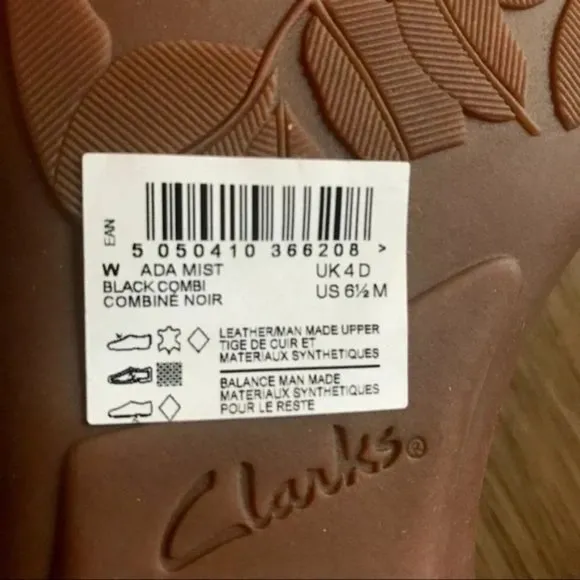 EAN
5 050410 366208 >
W ADA MIST UK 4 D
BLACK COMBI US 6½ M
COMBINÉ NOIR
LEATHER/MAN MADE UPPER
TIGE DE CUIR ET
MATERIAUX SYNTHETIQUES
BALANCE MAN MADE
MATERIAUX SYNTHETIQUES
POUR LE RESTE
Clarks®